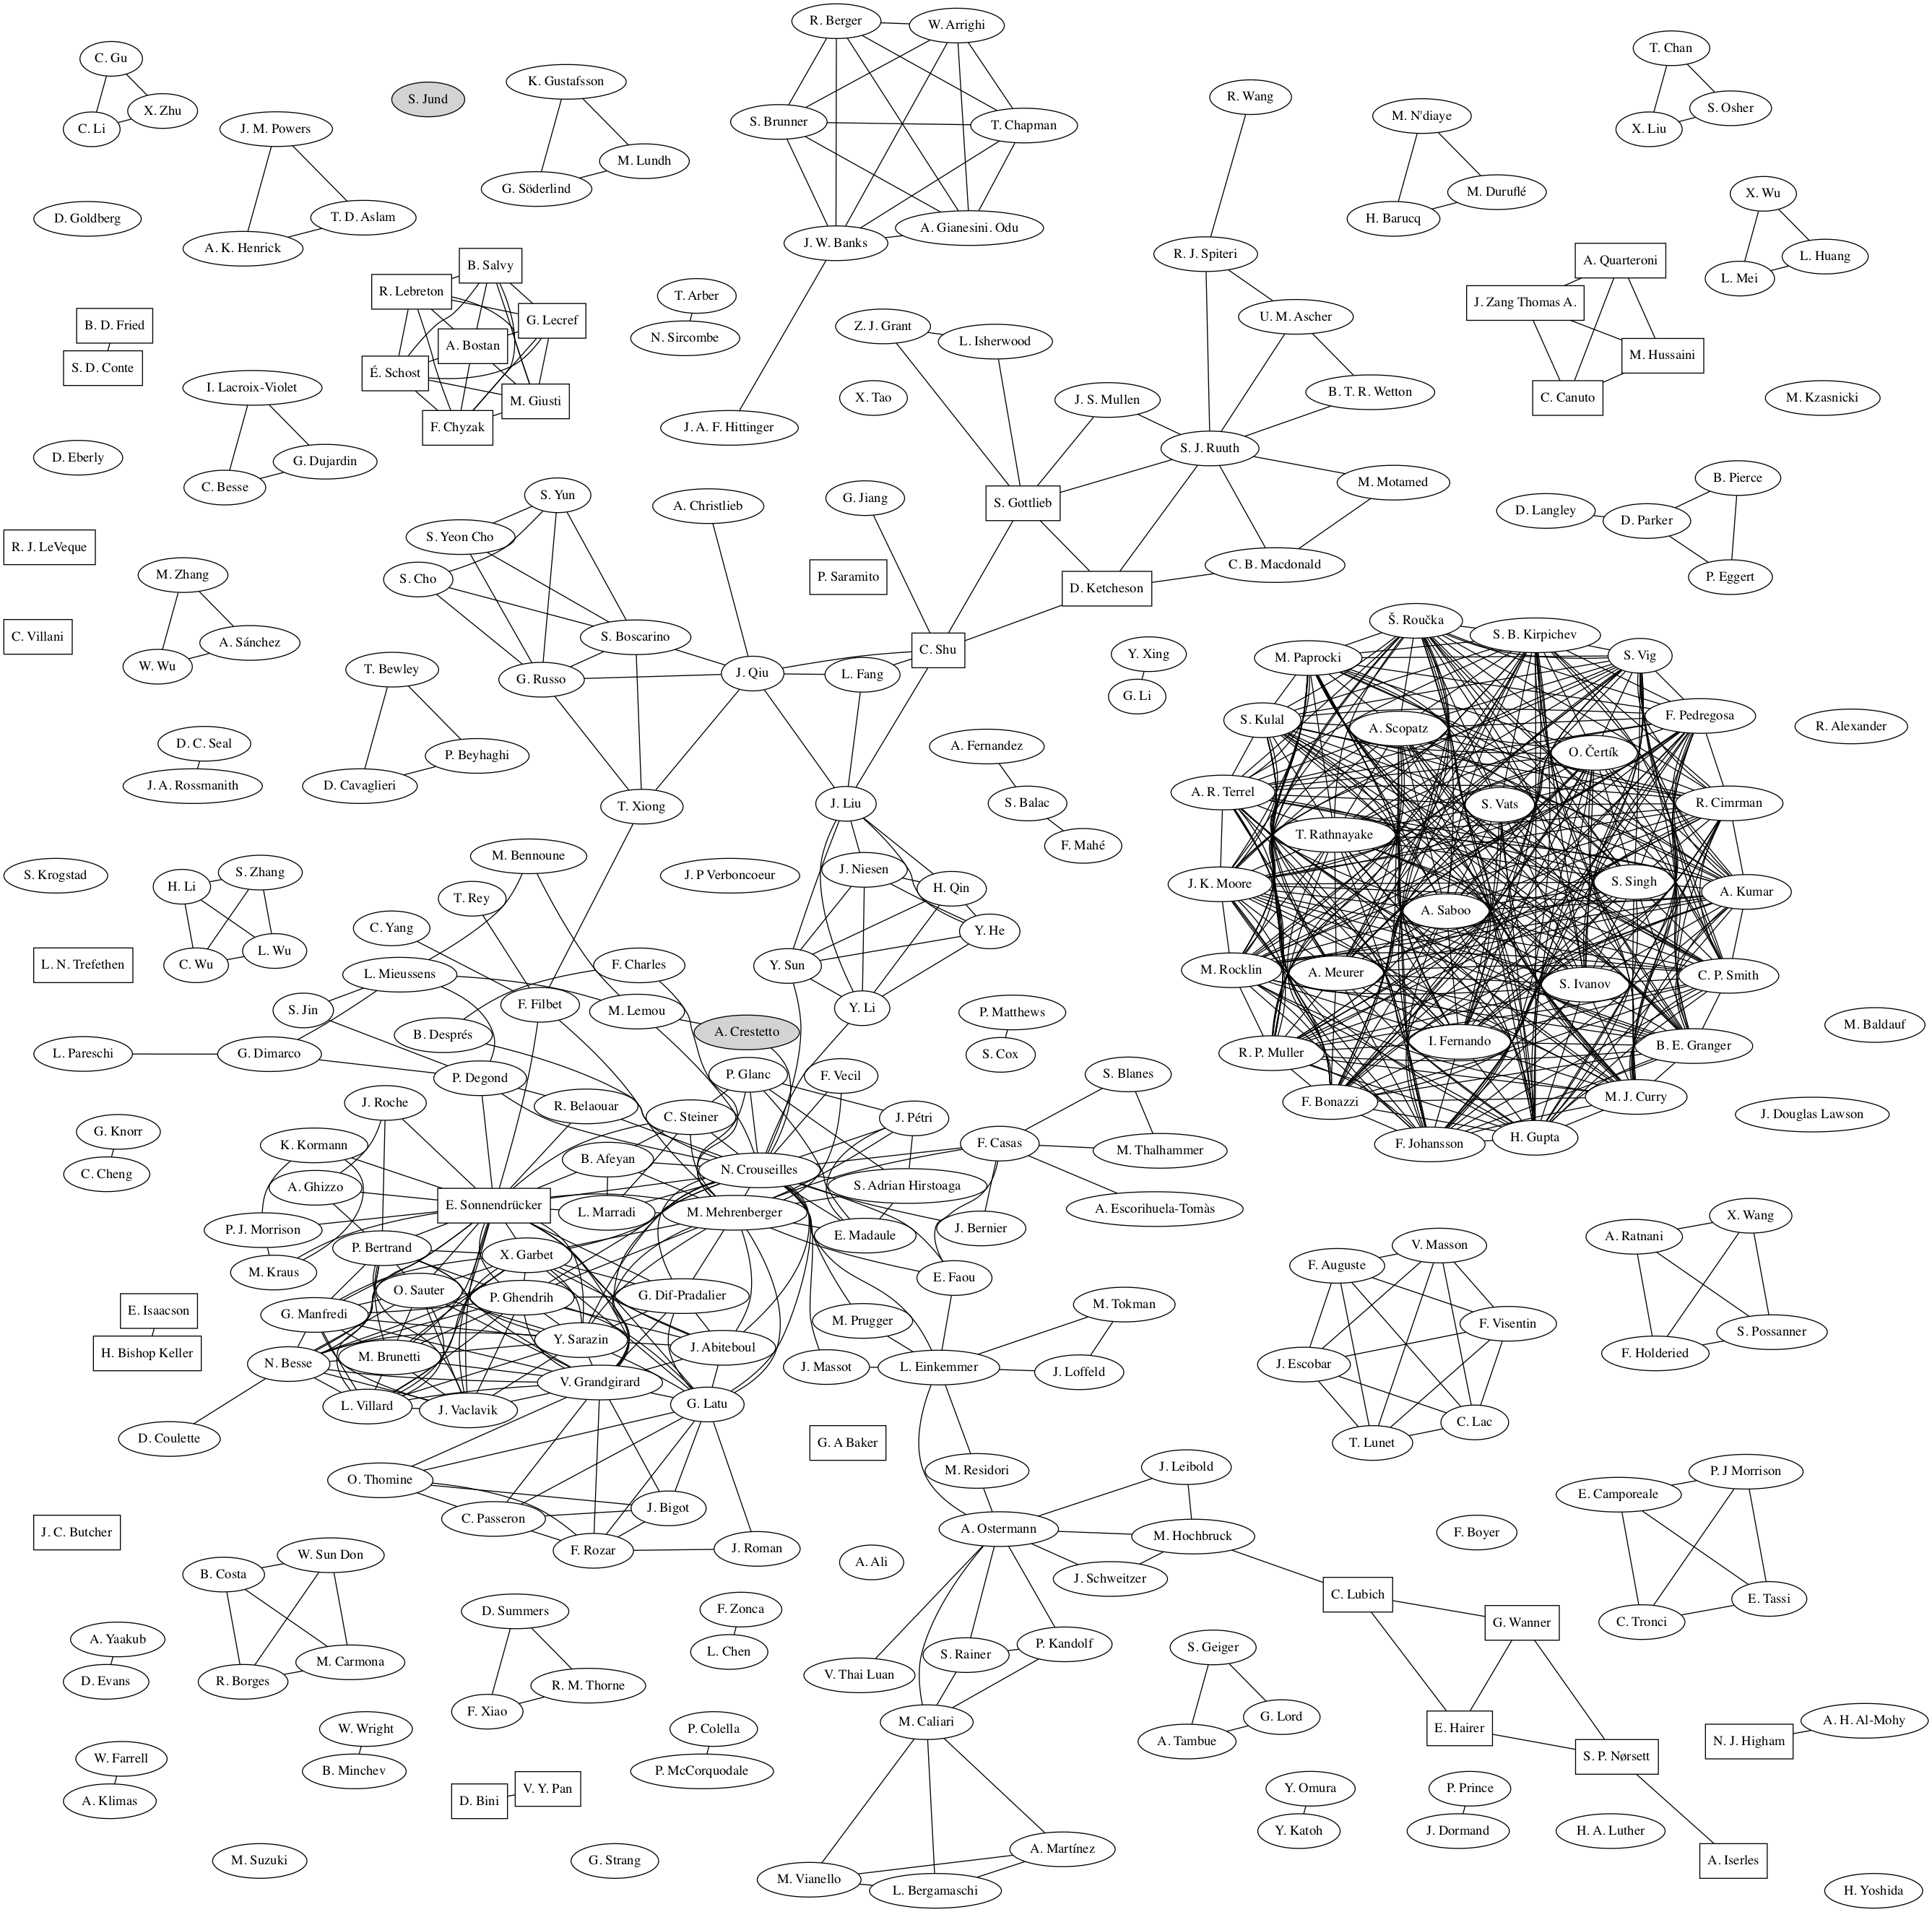 R. Berger
W. Arrighi
C. Gu
T. Chan
K. Gustafsson
S. Jund
R. Wang
X. Zhu
S. Osher
M. N'diaye
S. Brunner
T. Chapman
C. Li
J. M. Powers
X. Liu
M. Lundh
G. Söderlind
M. Duruflé
X. Wu
D. Goldberg
T. D. Aslam
H. Barucq
A. Gianesini. Odu
J. W. Banks
A. K. Henrick
R. J. Spiteri
L. Huang
A. Quarteroni
B. Salvy
L. Mei
R. Lebreton
T. Arber
J. Zang Thomas A.
U. M. Ascher
G. Lecref
B. D. Fried
Z. J. Grant
N. Sircombe
L. Isherwood
A. Bostan
M. Hussaini
S. D. Conte
É. Schost
I. Lacroix-Violet
B. T. R. Wetton
X. Tao
C. Canuto
M. Kzasnicki
J. S. Mullen
M. Giusti
F. Chyzak
J. A. F. Hittinger
S. J. Ruuth
D. Eberly
G. Dujardin
B. Pierce
M. Motamed
C. Besse
S. Yun
G. Jiang
S. Gottlieb
A. Christlieb
D. Langley
D. Parker
S. Yeon Cho
R. J. LeVeque
C. B. Macdonald
M. Zhang
P. Saramito
P. Eggert
S. Cho
D. Ketcheson
Š. Roučka
S. B. Kirpichev
C. Villani
S. Boscarino
A. Sánchez
C. Shu
Y. Xing
S. Vig
M. Paprocki
W. Wu
T. Bewley
J. Qiu
L. Fang
G. Russo
G. Li
F. Pedregosa
S. Kulal
R. Alexander
A. Scopatz
D. C. Seal
A. Fernandez
O. Čertík
P. Beyhaghi
J. A. Rossmanith
D. Cavaglieri
A. R. Terrel
S. Balac
R. Cimrman
J. Liu
S. Vats
T. Xiong
T. Rathnayake
F. Mahé
M. Bennoune
J. Niesen
S. Zhang
S. Krogstad
J. P Verboncoeur
S. Singh
J. K. Moore
H. Li
H. Qin
A. Kumar
T. Rey
A. Saboo
C. Yang
Y. He
L. Wu
L. N. Trefethen
C. Wu
F. Charles
Y. Sun
M. Rocklin
A. Meurer
L. Mieussens
C. P. Smith
S. Ivanov
F. Filbet
Y. Li
S. Jin
M. Lemou
P. Matthews
M. Baldauf
A. Crestetto
B. Després
I. Fernando
B. E. Granger
R. P. Muller
L. Pareschi
G. Dimarco
S. Cox
P. Glanc
F. Vecil
S. Blanes
P. Degond
M. J. Curry
F. Bonazzi
J. Roche
R. Belaouar
J. Douglas Lawson
C. Steiner
J. Pétri
G. Knorr
H. Gupta
F. Johansson
K. Kormann
F. Casas
M. Thalhammer
B. Afeyan
N. Crouseilles
C. Cheng
A. Ghizzo
S. Adrian Hirstoaga
E. Sonnendrücker
A. Escorihuela-Tomàs
L. Marradi
M. Mehrenberger
X. Wang
P. J. Morrison
J. Bernier
E. Madaule
A. Ratnani
V. Masson
P. Bertrand
X. Garbet
F. Auguste
M. Kraus
E. Faou
O. Sauter
P. Ghendrih
G. Dif-Pradalier
M. Tokman
E. Isaacson
G. Manfredi
M. Prugger
F. Visentin
S. Possanner
Y. Sarazin
J. Abiteboul
H. Bishop Keller
F. Holderied
M. Brunetti
N. Besse
J. Escobar
J. Massot
L. Einkemmer
J. Loffeld
V. Grandgirard
L. Villard
J. Vaclavik
G. Latu
C. Lac
D. Coulette
G. A Baker
T. Lunet
J. Leibold
M. Residori
P. J Morrison
O. Thomine
E. Camporeale
J. Bigot
C. Passeron
A. Ostermann
J. C. Butcher
M. Hochbruck
F. Boyer
F. Rozar
J. Roman
W. Sun Don
A. Ali
B. Costa
J. Schweitzer
C. Lubich
E. Tassi
F. Zonca
D. Summers
G. Wanner
C. Tronci
A. Yaakub
P. Kandolf
S. Geiger
L. Chen
S. Rainer
M. Carmona
V. Thai Luan
D. Evans
R. Borges
R. M. Thorne
F. Xiao
G. Lord
A. H. Al-Mohy
M. Caliari
W. Wright
P. Colella
E. Hairer
A. Tambue
N. J. Higham
S. P. Nørsett
W. Farrell
B. Minchev
P. McCorquodale
V. Y. Pan
Y. Omura
P. Prince
A. Klimas
D. Bini
Y. Katoh
J. Dormand
H. A. Luther
A. Martínez
M. Suzuki
G. Strang
A. Iserles
M. Vianello
L. Bergamaschi
H. Yoshida